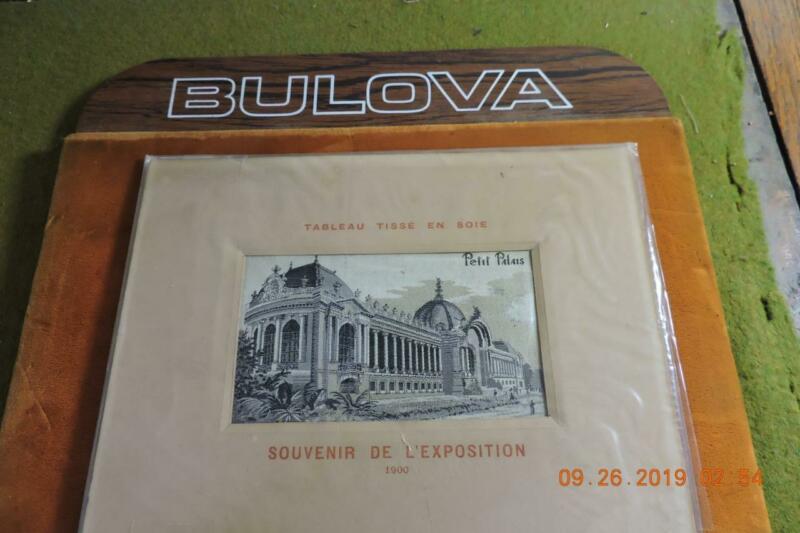 BULOVA
TABLEAU TISSÉ EN SOIE
Petit Palais
SOUVENIR DE L'EXPOSITION
1900
09.26.2019 02:54